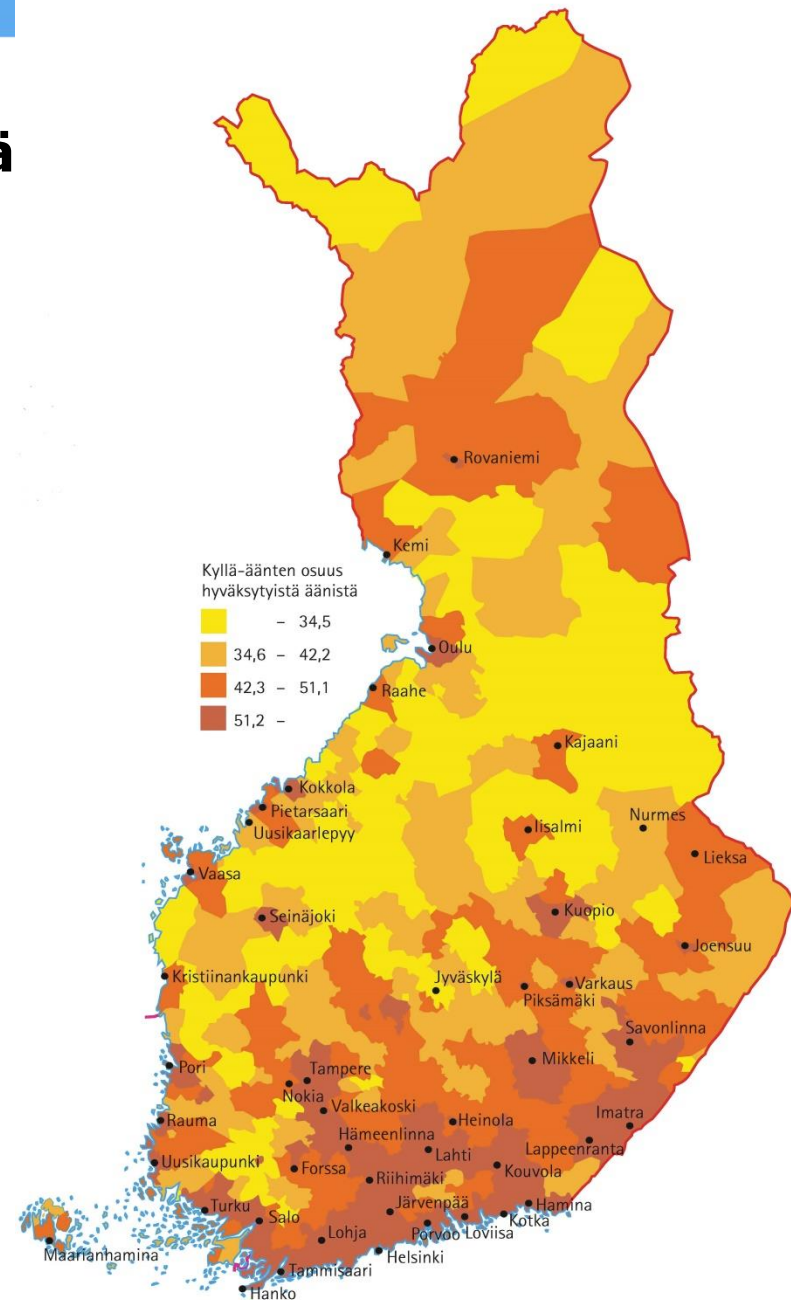 ä
Rovaniemi
Kemi
Kyllä-äänten osuus
hyväksytyistä äänistä
– 34,5
34,6 – 42,2
42,3 – 51,1
51,2 –
Oulu
Raahe
Kajaani
Kokkola
Pietarsaari
Uusikaarlepyy
Iisalmi
Nurmes
Lieksa
Vaasa
Seinäjoki
Kuopio
Joensuu
Kristiinankaupunki
Jyväskylä
Varkaus
Piksämäki
Savonlinna
Mikkeli
Pori
Tampere
Nokia
Valkeakoski
Imatra
Rauma
Heinola
Hämeenlinna
Lahti
Lappeenranta
Uusikaupunki
Forssa
Kouvola
Riihimäki
Turku
Salo
Järvenpää
Hamina
Kotka
Lohja
Porvoo
Loviisa
Maarianhamina
Helsinki
Tammisaari
Hanko